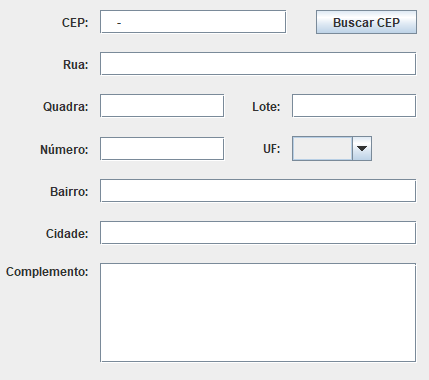 CEP: - Buscar CEP
Rua:
Quadra: Lote:
Número: UF:
Bairro:
Cidade:
Complemento: